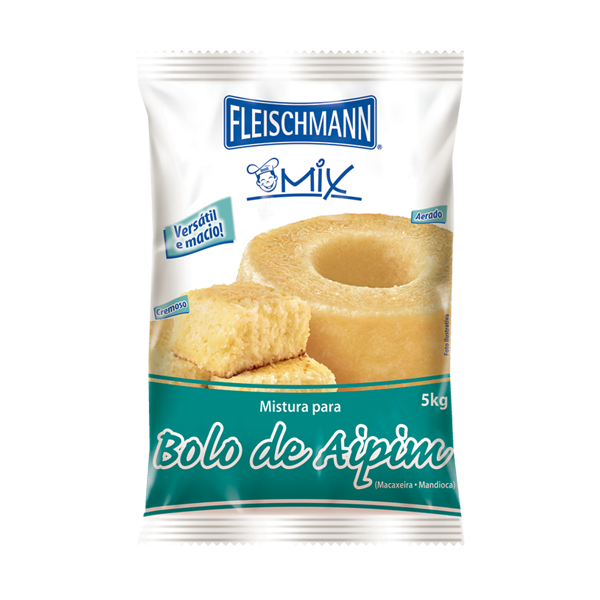 FLEISCHMANN®
MIX
Versátil
e macio!
Aerado
Cremoso
Foto Ilustrativa
Mistura para
5kg
Bolo de Aipim
(Macaxeira • Mandioca)